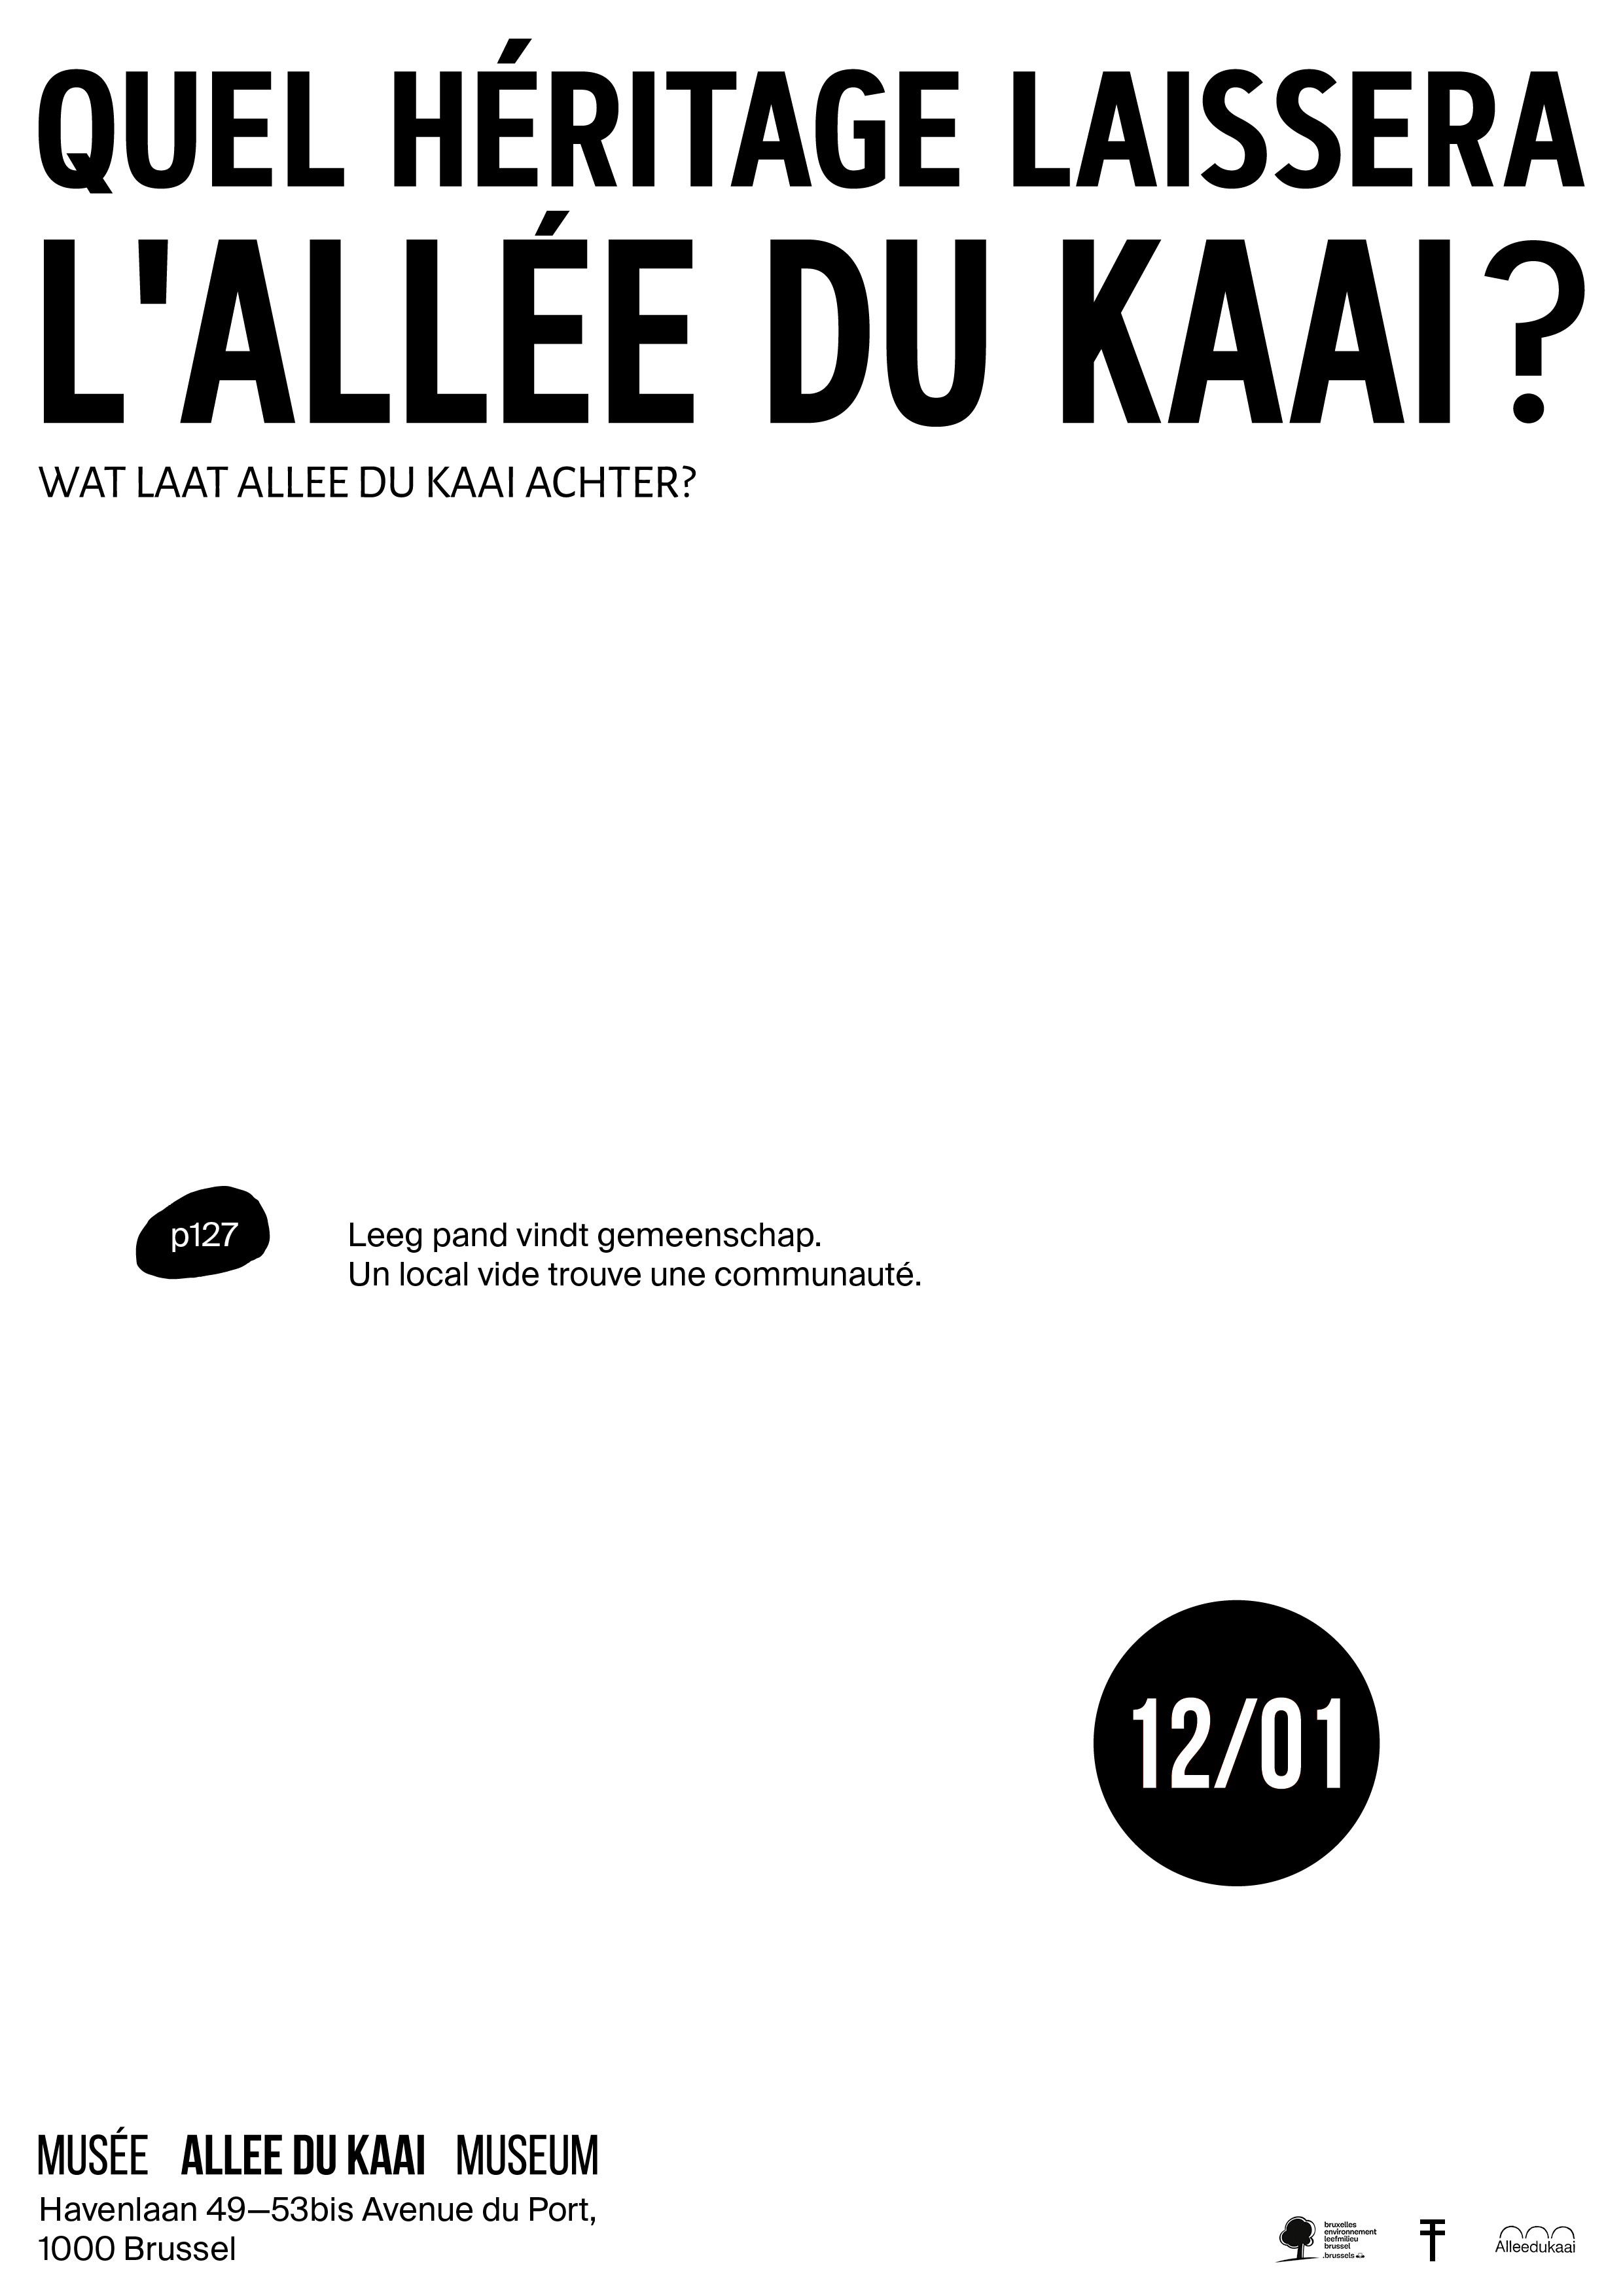 QUEL HÉRITAGE LAISSERA
L'ALLÉE DU KAAI?
WAT LAAT ALLEE DU KAAI ACHTER?
p127
Leeg pand vindt gemeenschap.
Un local vide trouve une communauté.
12/01
MUSÉE ALLEE DU KAAI MUSEUM
Havenlaan 49—53bis Avenue du Port,
1000 Brussel
bruxelles
environnement
leefmilieu
brussel
.brussels
Alleedukaai